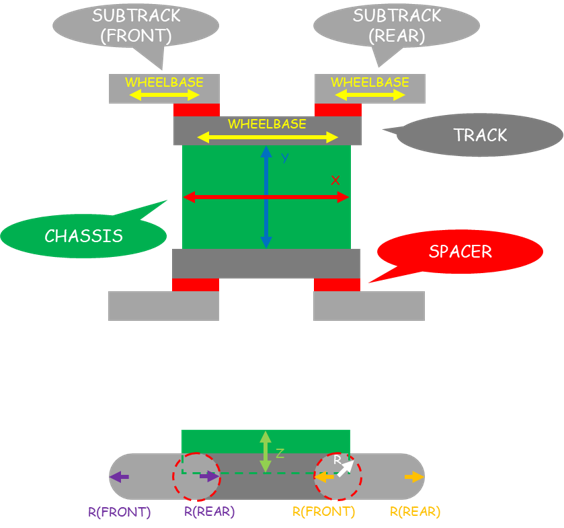 SUBTRACK
(FRONT)
SUBTRACK
(REAR)
WHEELBASE
WHEELBASE
WHEELBASE
TRACK
Y
X
CHASSIS
SPACER
Z
R
R(FRONT)
R(REAR)
R(FRONT)
R(REAR)